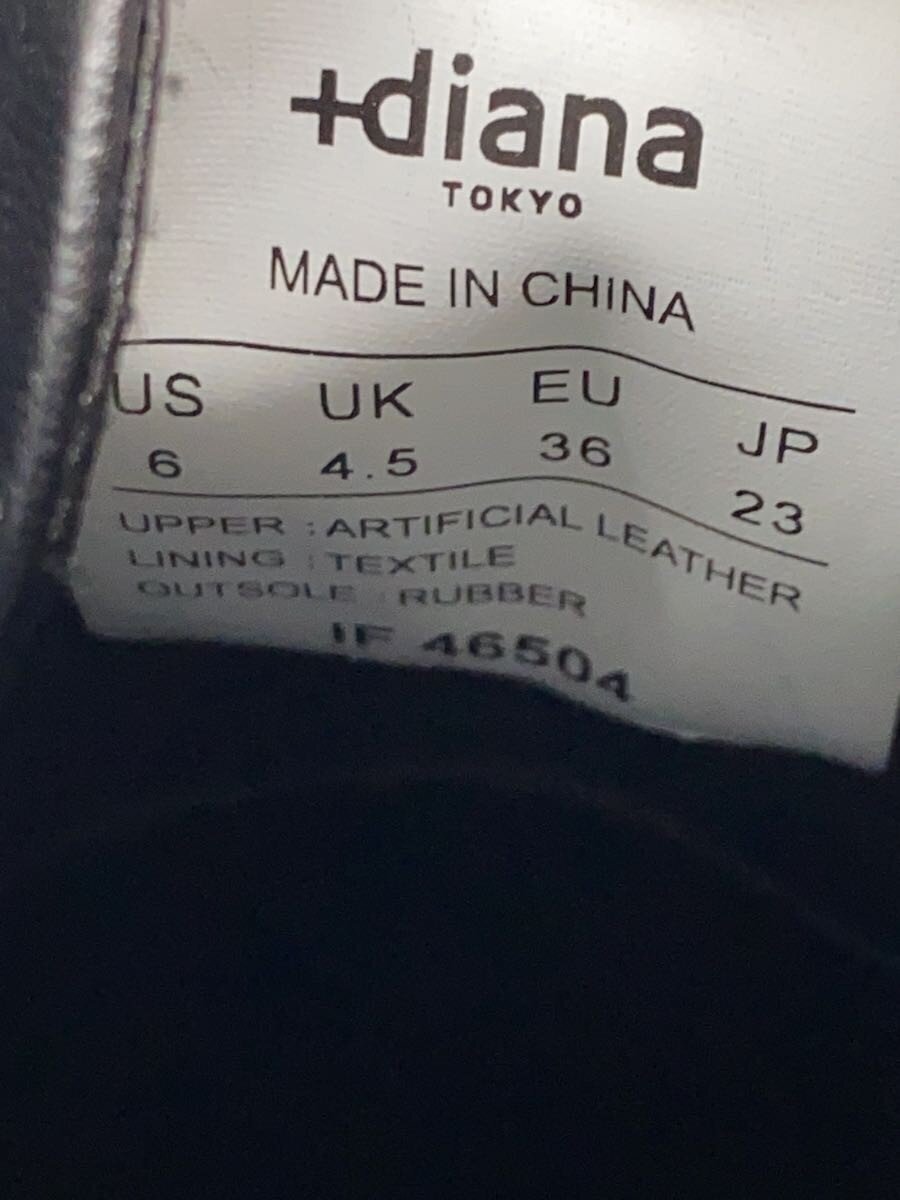 +diana
TOKYO
MADE IN CHINA
US UK EU JP
6 4.5 36 23
UPPER : ARTIFICIAL LEATHER
LINING : TEXTILE
OUTSOLE : RUBBER
IF 46504